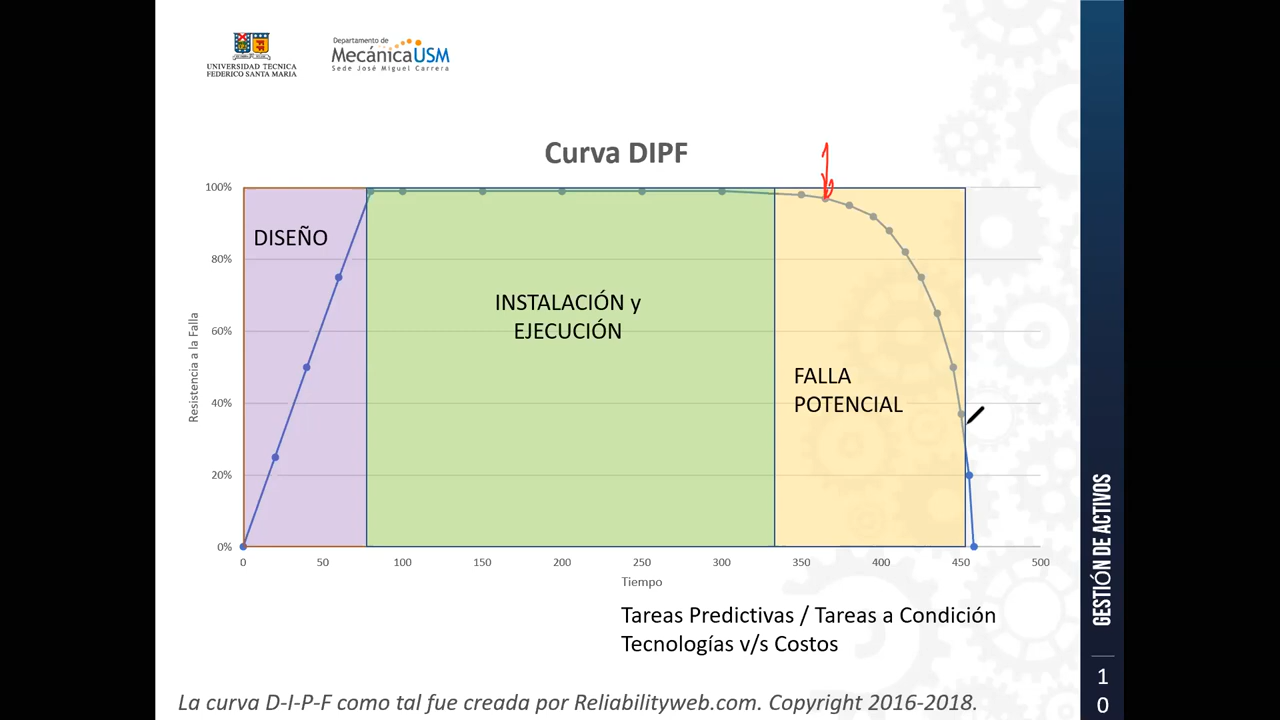 UNIVERSIDAD TECNICA
FEDERICO SANTA MARIA
Departamento de
MecánicaUSM
Sede José Miguel Carrera
Curva DIPF
100%
80%
60%
40%
20%
0%
Resistencia a la Falla
DISEÑO
INSTALACIÓN y
EJECUCIÓN
FALLA
POTENCIAL
0 50 100 150 200 250 300 350 400 450 500
Tiempo
Tareas Predictivas / Tareas a Condición
Tecnologías v/s Costos
La curva D-I-P-F como tal fue creada por Reliabilityweb.com. Copyright 2016-2018.
GESTIÓN DE ACTIVOS
1
0